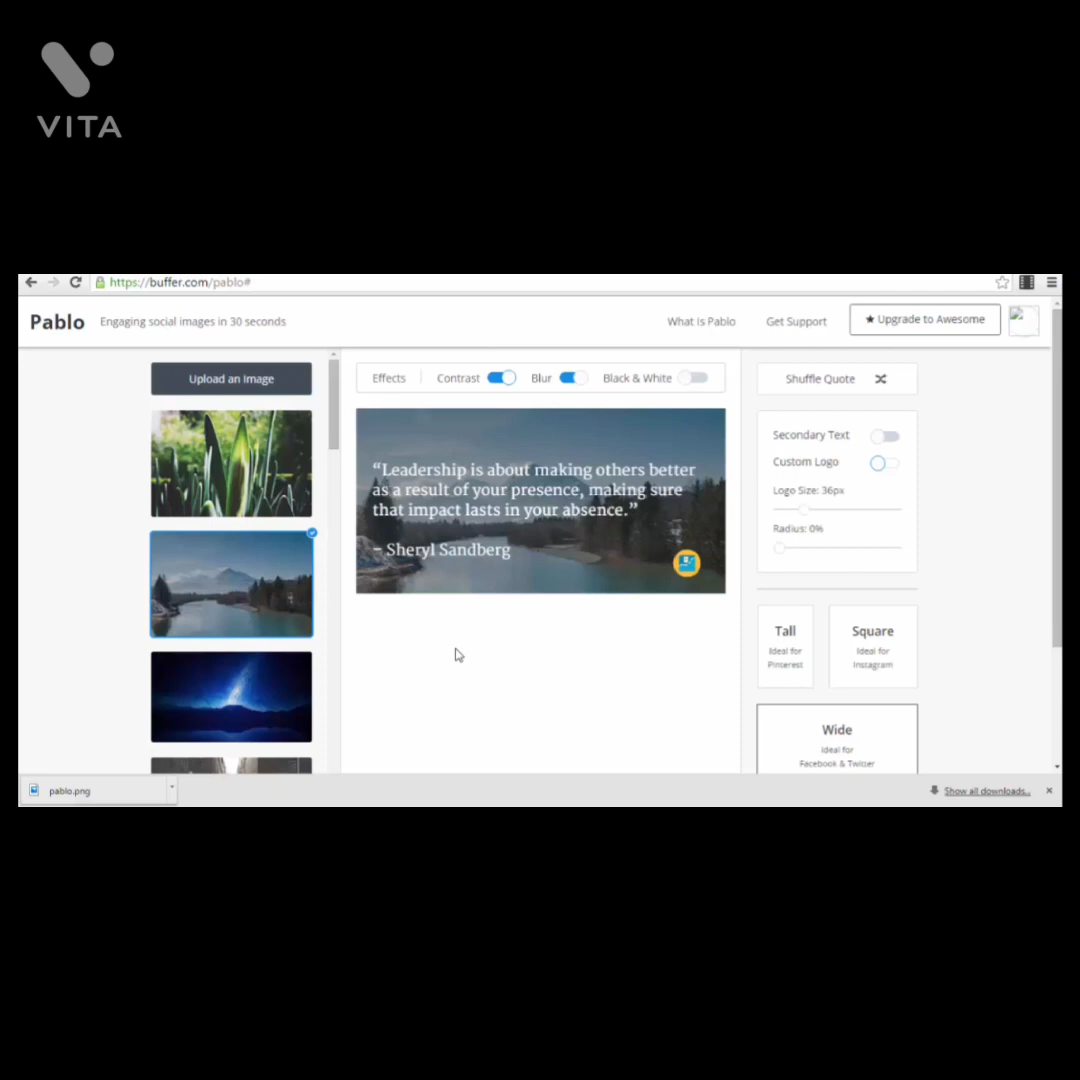 VITA
https://buffer.com/pablo#
Pablo
Engaging social images in 30 seconds
What Is Pablo
Get Support
★ Upgrade to Awesome
Upload an Image
Effects
Contrast
Blur
Black & White
“Leadership is about making others better
as a result of your presence, making sure
that impact lasts in your absence.”
– Sheryl Sandberg
Shuffle Quote
Secondary Text
Custom Logo
Logo Size: 36px
Radius: 0%
Tall
Ideal for
Pinterest
Square
Ideal for
Instagram
Wide
Ideal for
Facebook & Twitter
pablo.png
Show all downloads...